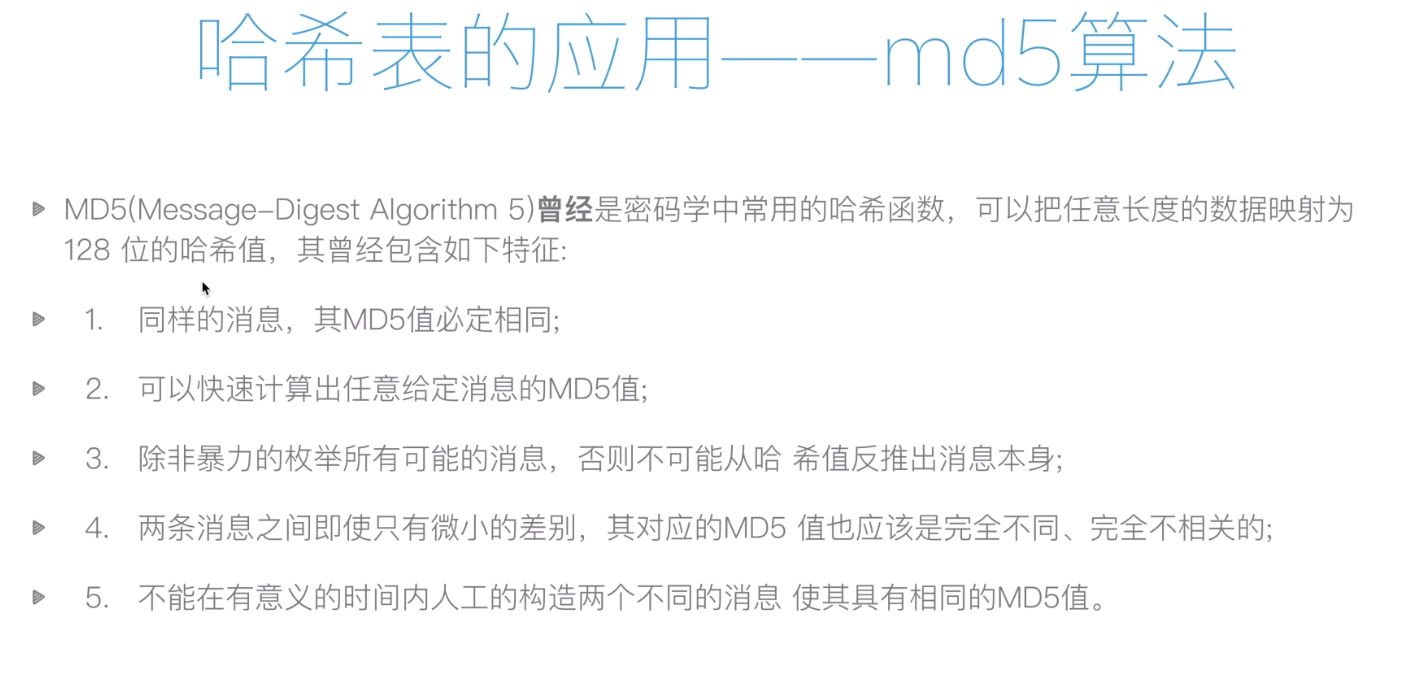 哈希表的应用——md5算法
MD5(Message-Digest Algorithm 5)曾经是密码学中常用的哈希函数，可以把任意长度的数据映射为
128 位的哈希值，其曾经包含如下特征:
1. 同样的消息，其MD5值必定相同;
2. 可以快速计算出任意给定消息的MD5值;
3. 除非暴力的枚举所有可能的消息，否则不可能从哈 希值反推出消息本身;
4. 两条消息之间即使只有微小的差别，其对应的MD5 值也应该是完全不同、完全不相关的;
5. 不能在有意义的时间内人工的构造两个不同的消息 使其具有相同的MD5值。